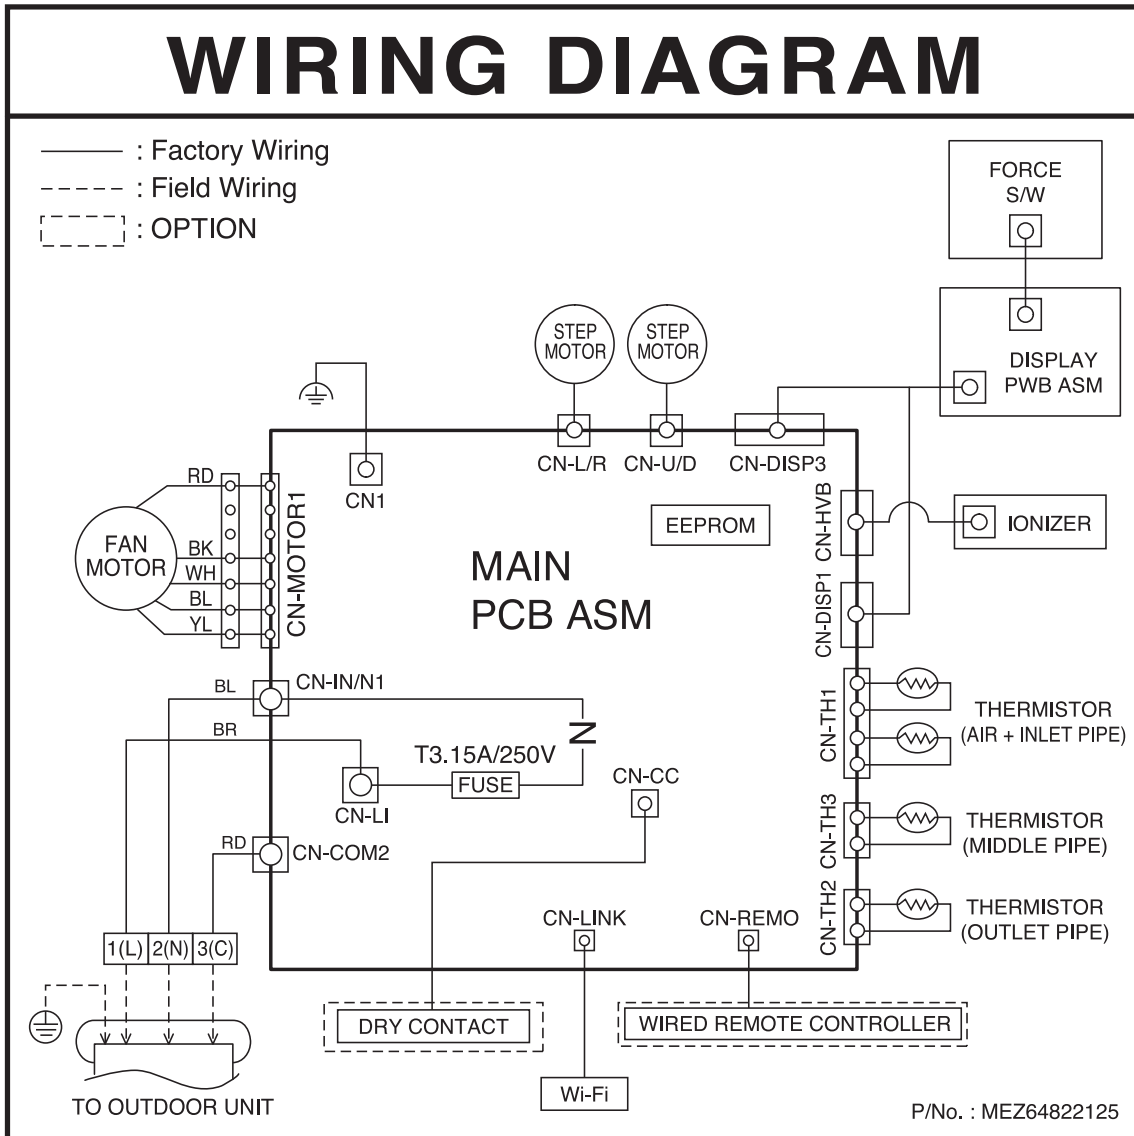 WIRING DIAGRAM
: Factory Wiring
: Field Wiring
: OPTION
FORCE
S/W
DISPLAY
PWB ASM
STEP
MOTOR
STEP
MOTOR
CN-L/R
CN-U/D
CN-DISP3
CN1
RD
BK
WH
BL
YL
FAN
MOTOR
CN-MOTOR1
EEPROM
MAIN
PCB ASM
CN-HVB
IONIZER
CN-DISP1
BL
CN-IN/N1
BR
N
T3.15A/250V
FUSE
CN-LI
CN-CC
RD
CN-COM2
CN-TH1
THERMISTOR
(AIR + INLET PIPE)
CN-TH3
THERMISTOR
(MIDDLE PIPE)
CN-TH2
THERMISTOR
(OUTLET PIPE)
CN-LINK
CN-REMO
1(L) 2(N) 3(C)
DRY CONTACT
WIRED REMOTE CONTROLLER
Wi-Fi
TO OUTDOOR UNIT
P/No. : MEZ64822125